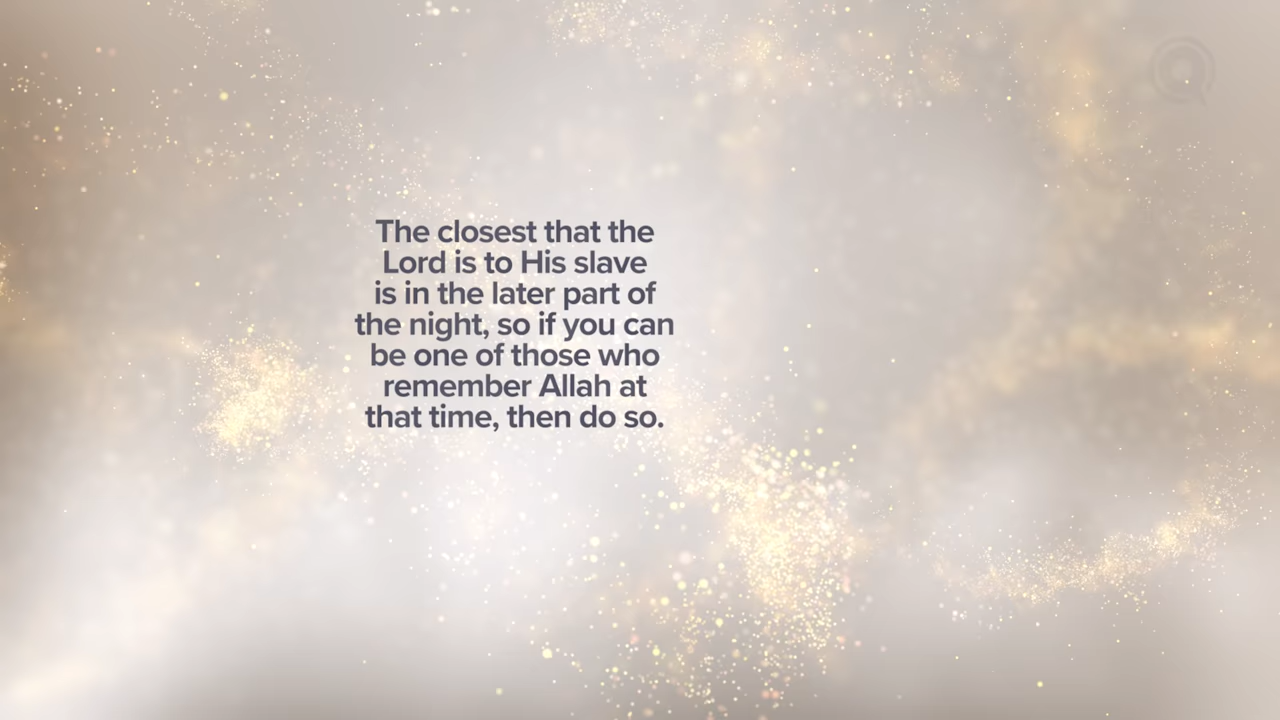 The closest that the
Lord is to His slave
is in the later part of
the night, so if you can
be one of those who
remember Allah at
that time, then do so.